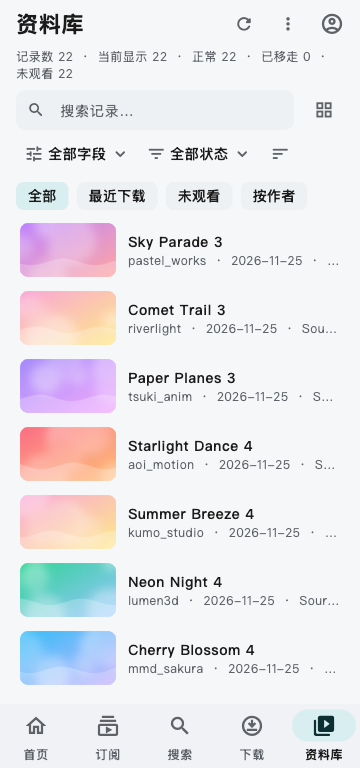 资料库
记录数 22 · 当前显示 22 · 正常 22 · 已移走 0 ·
未观看 22
搜索记录...
全部字段 全部状态
全部 最近下载 未观看 按作者
Sky Parade 3
pastel_works · 2026-11-25 · ...
Comet Trail 3
riverlight · 2026-11-25 · Sou...
Paper Planes 3
tsuki_anim · 2026-11-25 · S...
Starlight Dance 4
aoi_motion · 2026-11-25 · S...
Summer Breeze 4
kumo_studio · 2026-11-25 · ...
Neon Night 4
lumen3d · 2026-11-25 · Sour...
Cherry Blossom 4
mmd_sakura · 2026-11-25 · ...
首页 订阅 搜索 下载 资料库